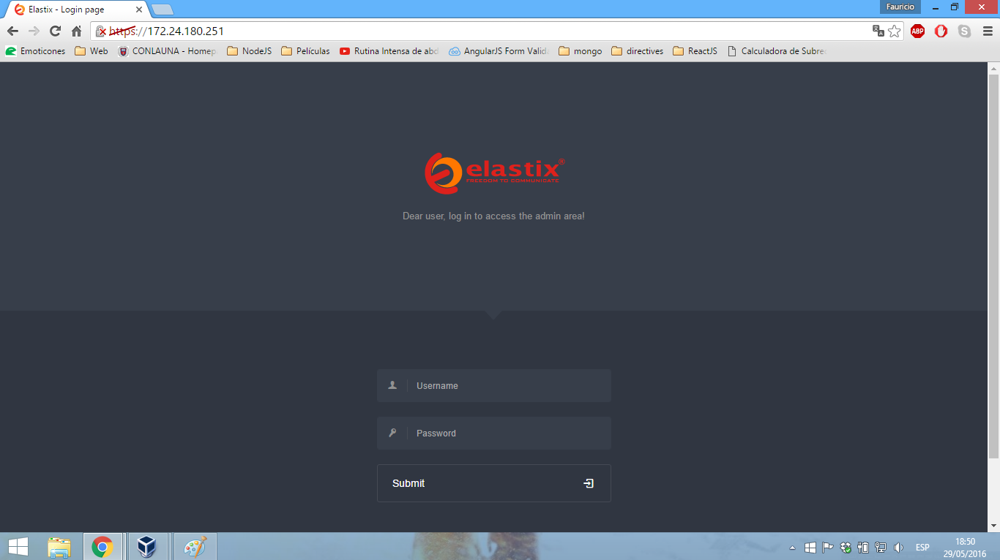 Elastix - Login page
Fauricio
https://172.24.180.251
ABP
Emoticones Web CONLAUNA - Homep NodeJS Películas Rutina Intensa de abd AngularJS Form Valid mongo directives ReactJS Calculadora de Subre
elastix®
FREEDOM TO COMMUNICATE
Dear user, log in to access the admin area!
Username
Password
Submit
ESP
18:50
29/05/2016